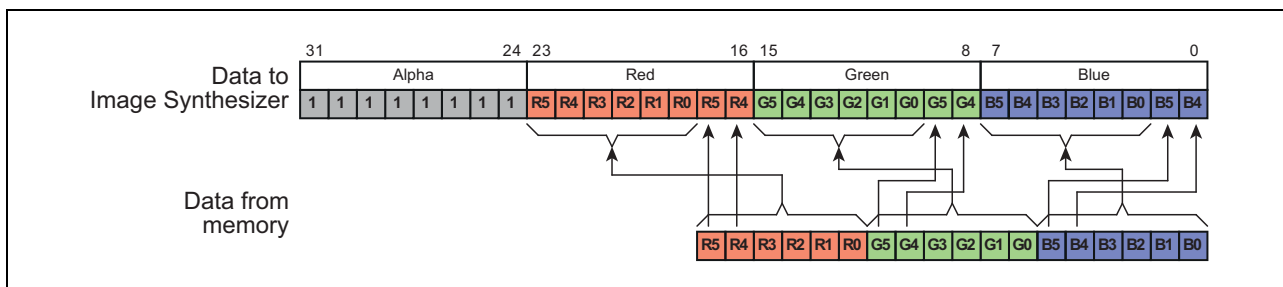 31 24 23 16 15 8 7 0
Data to Alpha Red Green Blue
Image Synthesizer 1 1 1 1 1 1 1 1 R5 R4 R3 R2 R1 R0 R5 R4 G5 G4 G3 G2 G1 G0 G5 G4 B5 B4 B3 B2 B1 B0 B5 B4
Data from
memory
R5 R4 R3 R2 R1 R0 G5 G4 G3 G2 G1 G0 B5 B4 B3 B2 B1 B0